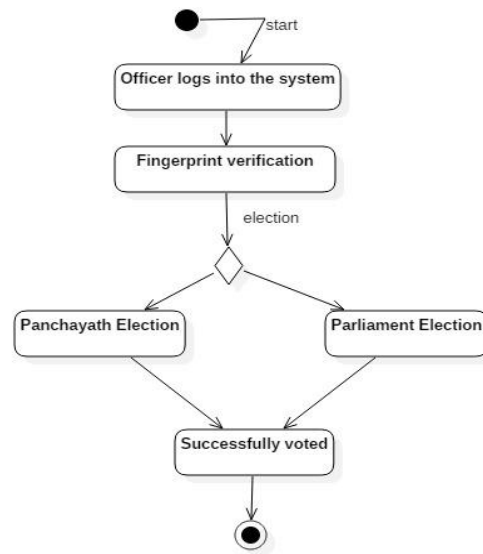 start
Officer logs into the system
Fingerprint verification
election
Panchayath Election
Parliament Election
Successfully voted